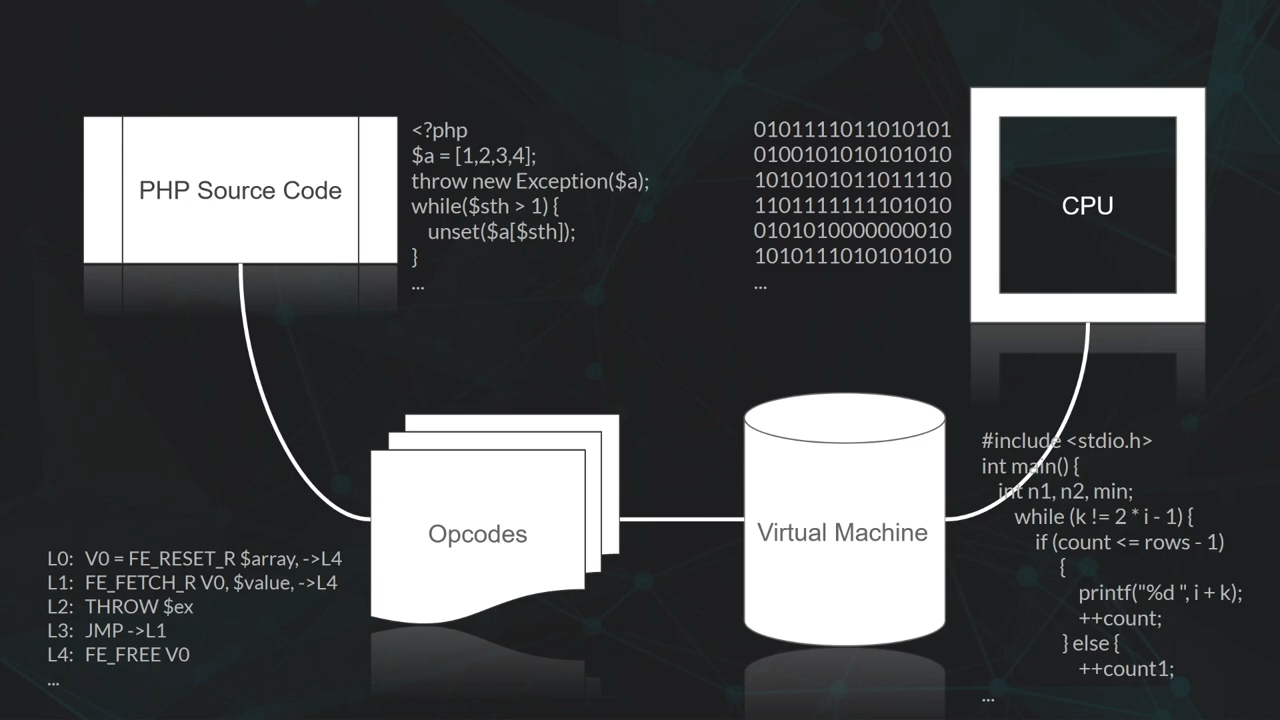 PHP Source Code
<?php
$a = [1,2,3,4];
throw new Exception($a);
while($sth > 1) {
unset($a[$sth]);
}
...
0101111011010101
0100101010101010
1010101011011110
1101111111101010
0101010000000010
1010111010101010
...
CPU
Opcodes
L0: V0 = FE_RESET_R $array, ->L4
L1: FE_FETCH_R V0, $value, ->L4
L2: THROW $ex
L3: JMP ->L1
L4: FE_FREE V0
...
Virtual Machine
#include <stdio.h>
int main() {
int n1, n2, min;
while (k != 2 * i - 1) {
if (count <= rows - 1)
{
printf("%d ", i + k);
++count;
} else {
++count1;
...